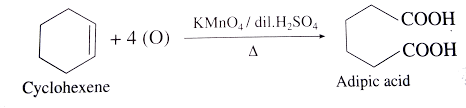 COOH
+ 4 (O) KMnO₄ / dil.H₂SO₄
Δ
COOH
Cyclohexene
Adipic acid